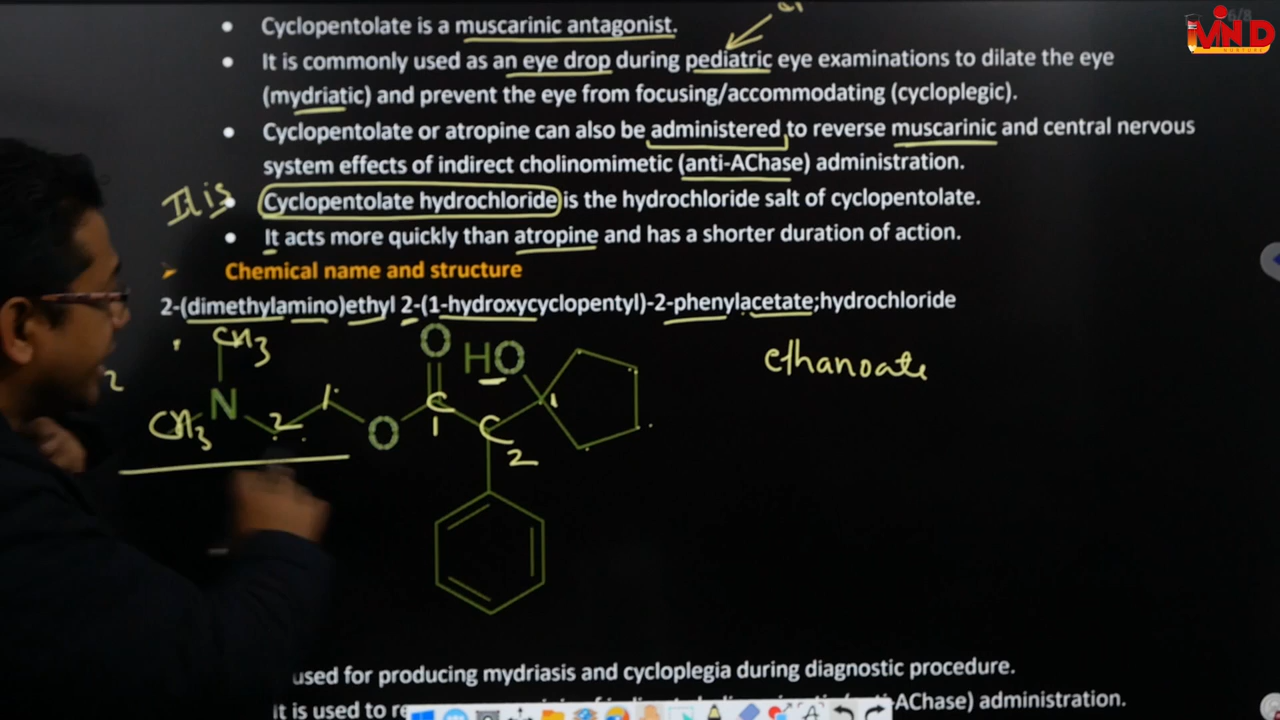 6/8
MIND
NURTURE
Cyclopentolate is a muscarinic antagonist.
It is commonly used as an eye drop during pediatric eye examinations to dilate the eye
(mydriatic) and prevent the eye from focusing/accommodating (cycloplegic).
Cyclopentolate or atropine can also be administered to reverse muscarinic and central nervous
system effects of indirect cholinomimetic (anti-AChase) administration.
Cyclopentolate hydrochloride is the hydrochloride salt of cyclopentolate.
It acts more quickly than atropine and has a shorter duration of action.
Chemical name and structure
2-(dimethylamino)ethyl 2-(1-hydroxycyclopentyl)-2-phenylacetate;hydrochloride
CH3 O HO ethanoate
2
CH3 N 2 1 O C 1 C 2 1
used for producing mydriasis and cycloplegia during diagnostic procedure.
it is used to re
AChase) administration.